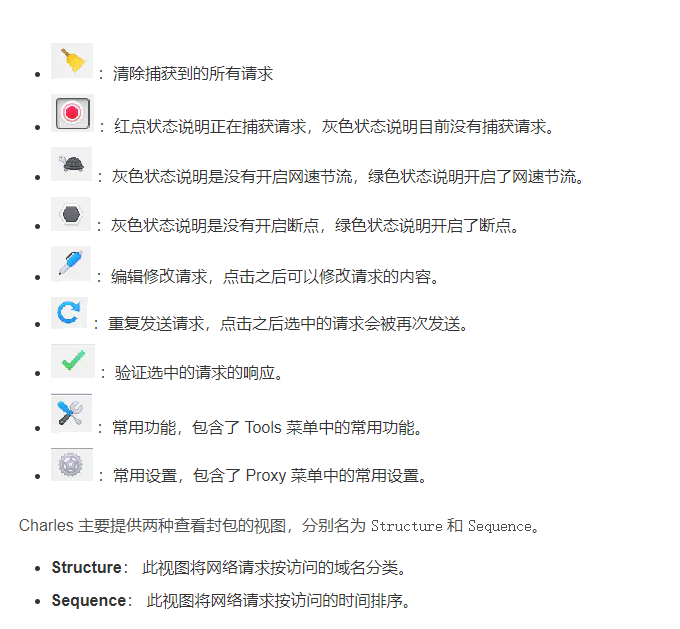 ：清除捕获到的所有请求
：红点状态说明正在捕获请求，灰色状态说明目前没有捕获请求。
：灰色状态说明是没有开启网速节流，绿色状态说明开启了网速节流。
：灰色状态说明是没有开启断点，绿色状态说明开启了断点。
：编辑修改请求，点击之后可以修改请求的内容。
：重复发送请求，点击之后选中的请求会被再次发送。
：验证选中的请求的响应。
：常用功能，包含了 Tools 菜单中的常用功能。
：常用设置，包含了 Proxy 菜单中的常用设置。
Charles 主要提供两种查看封包的视图，分别名为 Structure 和 Sequence。
Structure： 此视图将网络请求按访问的域名分类。
Sequence： 此视图将网络请求按访问的时间排序。